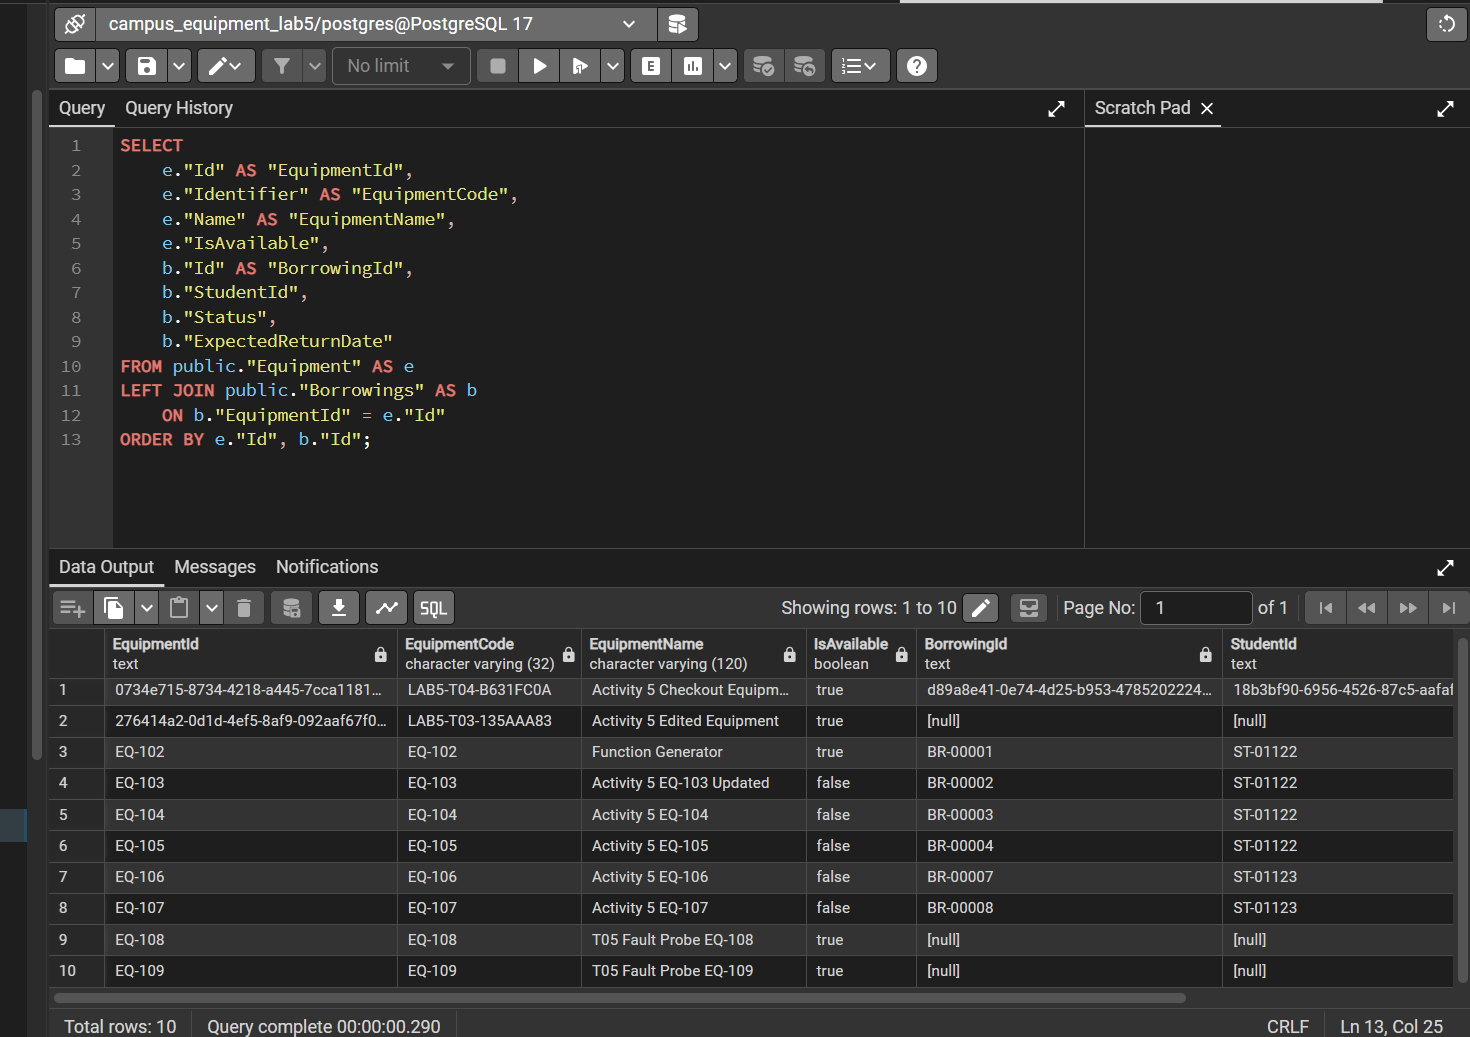 campus_equipment_lab5/postgres@PostgreSQL 17
No limit
E
Query Query History
Scratch Pad
1 SELECT
2 e."Id" AS "EquipmentId",
3 e."Identifier" AS "EquipmentCode",
4 e."Name" AS "EquipmentName",
5 e."IsAvailable",
6 b."Id" AS "BorrowingId",
7 b."StudentId",
8 b."Status",
9 b."ExpectedReturnDate"
10 FROM public."Equipment" AS e
11 LEFT JOIN public."Borrowings" AS b
12 ON b."EquipmentId" = e."Id"
13 ORDER BY e."Id", b."Id";
Data Output Messages Notifications
SQL Showing rows: 1 to 10 Page No: 1 of 1
EquipmentId EquipmentCode EquipmentName IsAvailable BorrowingId StudentId
text character varying (32) character varying (120) boolean text text
1 0734e715-8734-4218-a445-7cca1181... LAB5-T04-B631FC0A Activity 5 Checkout Equipm... true d89a8e41-0e74-4d25-b953-4785202224... 18b3bf90-6956-4526-87c5-aafaf
2 276414a2-0d1d-4ef5-8af9-092aaf67f0... LAB5-T03-135AAA83 Activity 5 Edited Equipment true [null] [null]
3 EQ-102 EQ-102 Function Generator true BR-00001 ST-01122
4 EQ-103 EQ-103 Activity 5 EQ-103 Updated false BR-00002 ST-01122
5 EQ-104 EQ-104 Activity 5 EQ-104 false BR-00003 ST-01122
6 EQ-105 EQ-105 Activity 5 EQ-105 false BR-00004 ST-01122
7 EQ-106 EQ-106 Activity 5 EQ-106 false BR-00007 ST-01123
8 EQ-107 EQ-107 Activity 5 EQ-107 false BR-00008 ST-01123
9 EQ-108 EQ-108 T05 Fault Probe EQ-108 true [null] [null]
10 EQ-109 EQ-109 T05 Fault Probe EQ-109 true [null] [null]
Total rows: 10 Query complete 00:00:00.290 CRLF Ln 13, Col 25